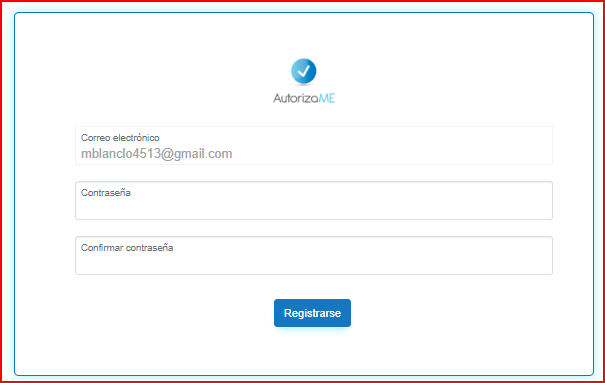 AutorizaME
Correo electrónico
mblanclo4513@gmail.com
Contraseña
Confirmar contraseña
Registrarse